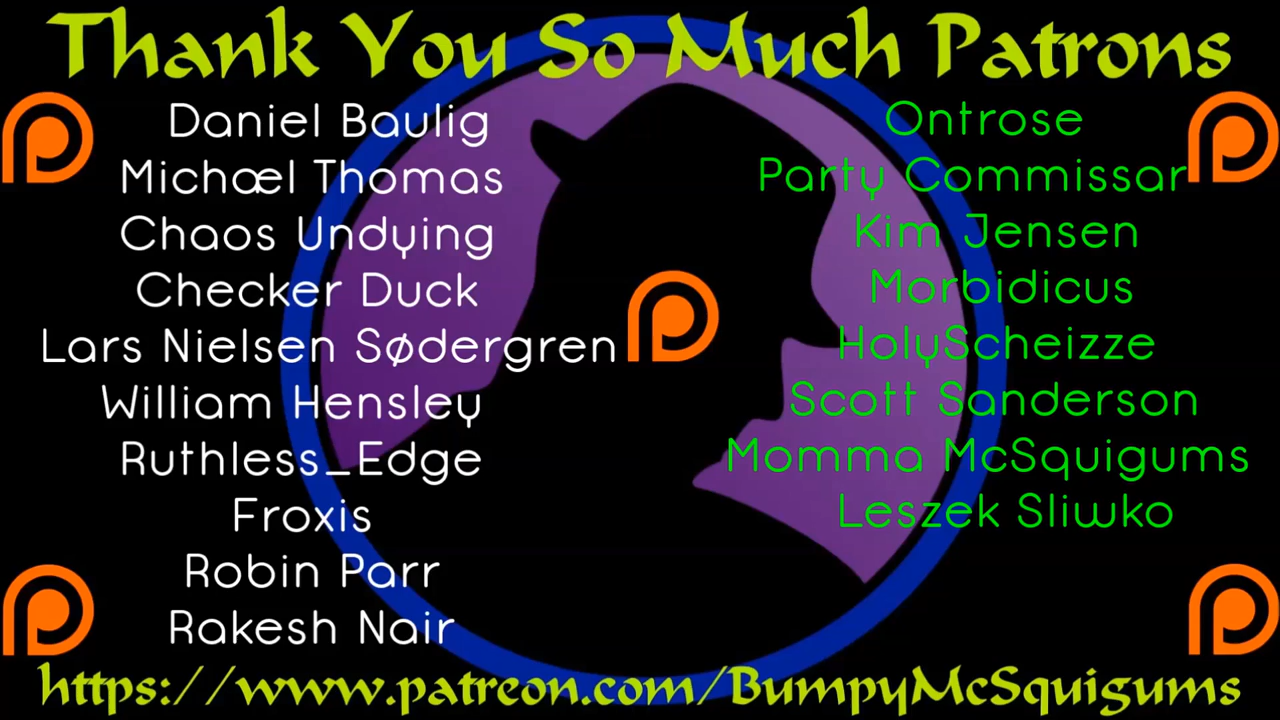 Thank You So Much Patrons
Daniel Baulig
Michael Thomas
Chaos Undying
Checker Duck
Lars Nielsen Sødergren
William Hensley
Ruthless_Edge
Froxis
Robin Parr
Rakesh Nair
Ontrose
Party Commissar
Kim Jensen
Morbidicus
HolyScheizze
Scott Sanderson
Momma McSquigums
Leszek Sliwko
https://www.patreon.com/BumpyMcSquigums